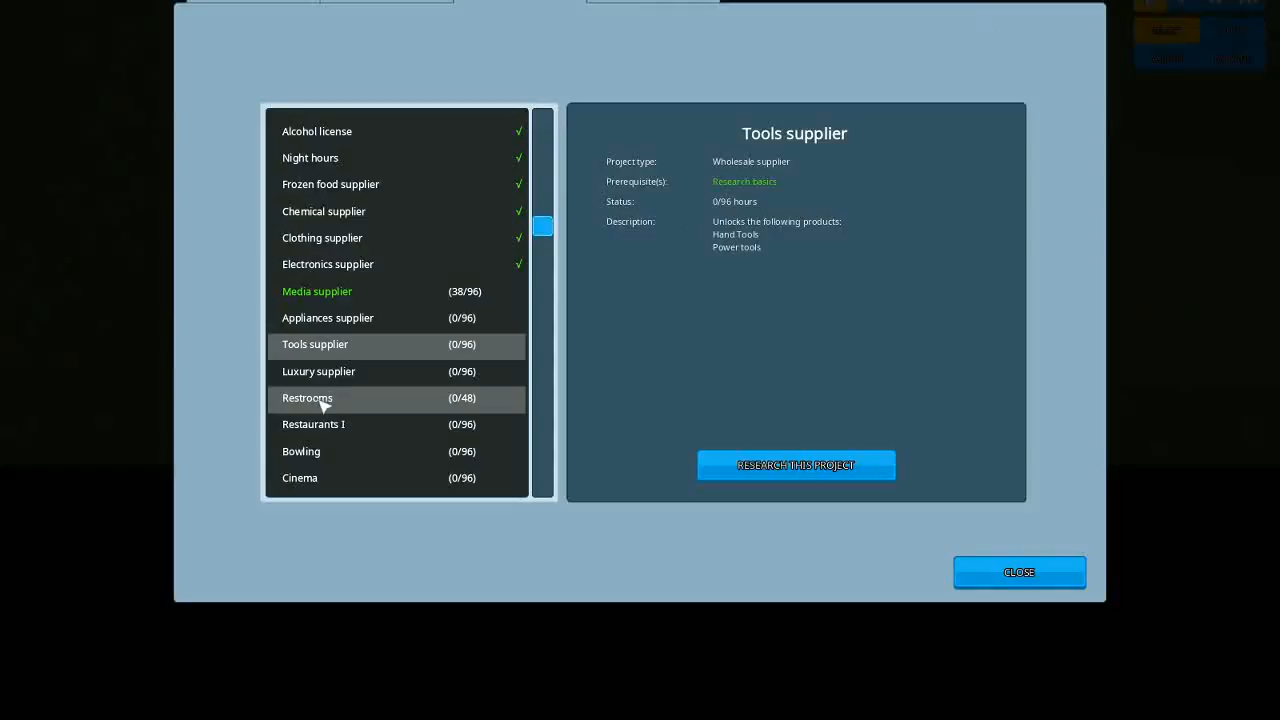 Alcohol license √
Night hours √
Frozen food supplier √
Chemical supplier √
Clothing supplier √
Electronics supplier √
Media supplier (38/96)
Appliances supplier (0/96)
Tools supplier (0/96)
Luxury supplier (0/96)
Restrooms (0/48)
Restaurants I (0/96)
Bowling (0/96)
Cinema (0/96)
Tools supplier
Project type: Wholesale supplier
Prerequisite(s): Research basics
Status: 0/96 hours
Description: Unlocks the following products:
Hand Tools
Power tools
RESEARCH THIS PROJECT
CLOSE